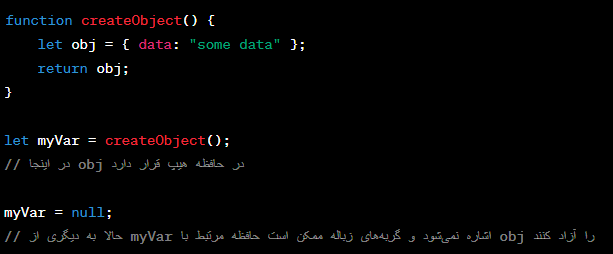 function createObject() {
let obj = { data: "some data" };
return obj;
}
let myVar = createObject();
// در اینجا obj در حافظه هیپ قرار دارد
myVar = null;
// حالا به دیگری از myVar اشاره نمی‌شود و گربه‌های زباله ممکن است حافظه مرتبط با obj را آزاد کنند